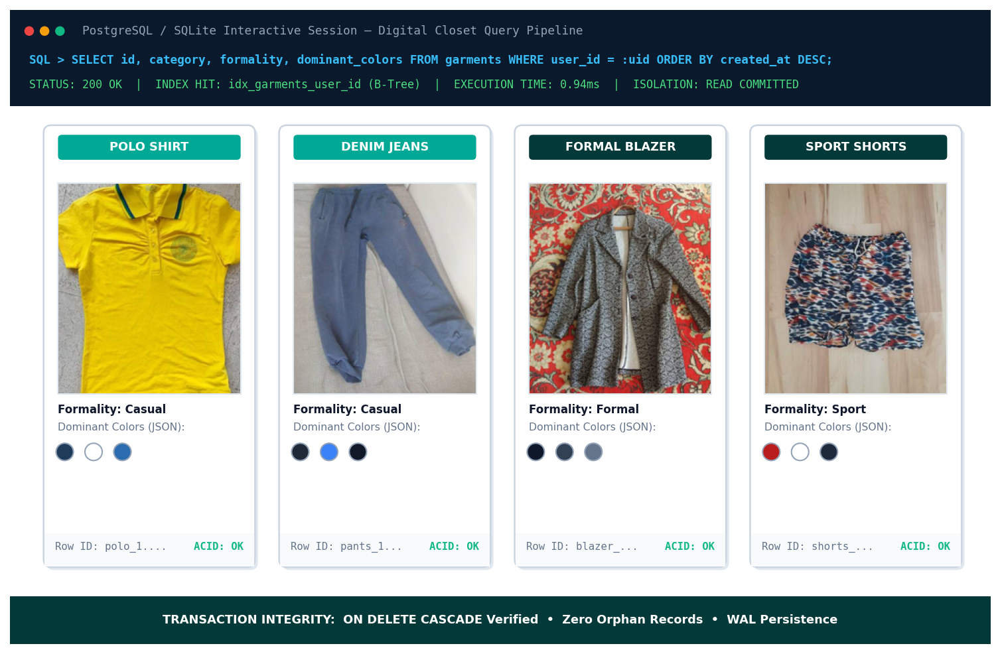 PostgreSQL / SQLite Interactive Session — Digital Closet Query Pipeline
SQL > SELECT id, category, formality, dominant_colors FROM garments WHERE user_id = :uid ORDER BY created_at DESC;
STATUS: 200 OK | INDEX HIT: idx_garments_user_id (B-Tree) | EXECUTION TIME: 0.94ms | ISOLATION: READ COMMITTED
POLO SHIRT
Formality: Casual
Dominant Colors (JSON):
Row ID: polo_1.... ACID: OK
DENIM JEANS
Formality: Casual
Dominant Colors (JSON):
Row ID: pants_1... ACID: OK
FORMAL BLAZER
Formality: Formal
Dominant Colors (JSON):
Row ID: blazer_... ACID: OK
SPORT SHORTS
Formality: Sport
Dominant Colors (JSON):
Row ID: shorts_... ACID: OK
TRANSACTION INTEGRITY: ON DELETE CASCADE Verified • Zero Orphan Records • WAL Persistence